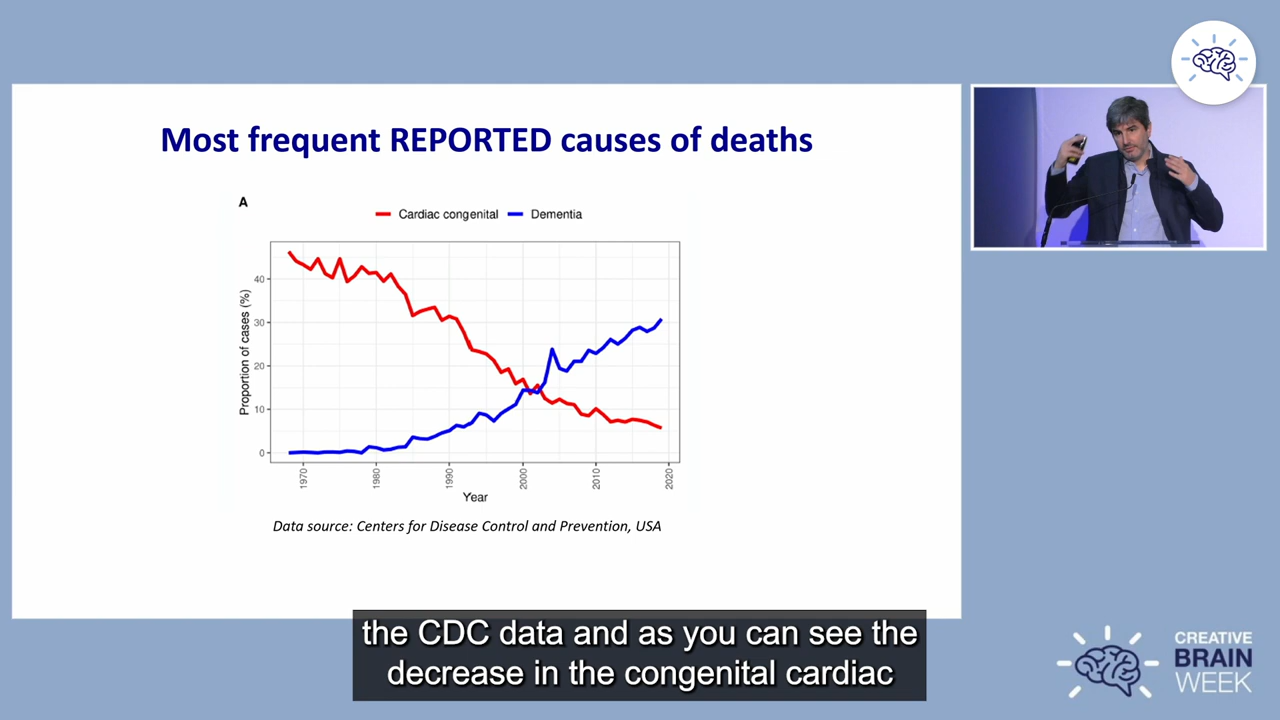 Most frequent REPORTED causes of deaths
A
Cardiac congenital
Dementia
Proportion of cases (%)
40
30
20
10
0
1970
1980
1990
2000
2010
2020
Year
Data source: Centers for Disease Control and Prevention, USA
the CDC data and as you can see the
decrease in the congenital cardiac
CREATIVE
BRAIN
WEEK